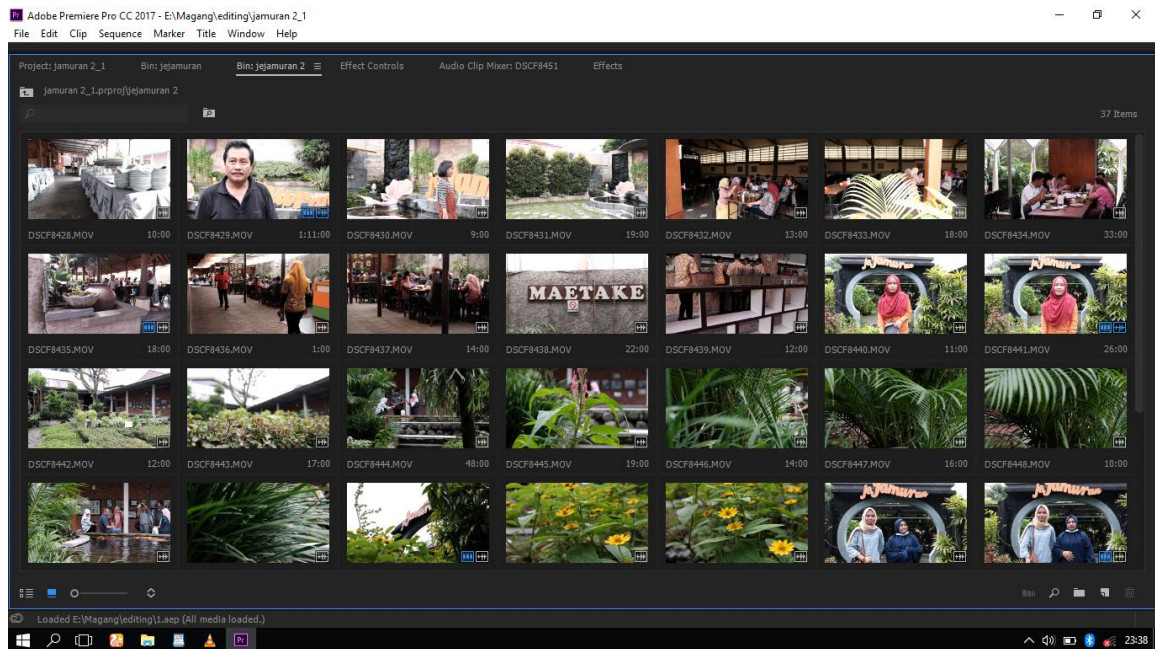 Adobe Premiere Pro CC 2017 - E:\Magang\editing\jamuran 2_1
File Edit Clip Sequence Marker Title Window Help
Project: jamuran 2_1 Bin: jejamuran Bin: jejamuran 2 Effect Controls Audio Clip Mixer: DSCF8451 Effects
jamuran 2_1.prproj\jejamuran 2
37 Items
MAETAKE
jejamuran
jejamuran
DSCF8428.MOV 10:00 DSCF8429.MOV 1:11:00 DSCF8430.MOV 9:00 DSCF8431.MOV 19:00 DSCF8432.MOV 13:00 DSCF8433.MOV 18:00 DSCF8434.MOV 33:00
DSCF8435.MOV 18:00 DSCF8436.MOV 1:00 DSCF8437.MOV 14:00 DSCF8438.MOV 22:00 DSCF8439.MOV 12:00 DSCF8440.MOV 11:00 DSCF8441.MOV 26:00
DSCF8442.MOV 12:00 DSCF8443.MOV 17:00 DSCF8444.MOV 48:00 DSCF8445.MOV 19:00 DSCF8446.MOV 14:00 DSCF8447.MOV 16:00 DSCF8448.MOV 10:00
jejamuran
jejamuran
Loaded E:\Magang\editing\1.aep (All media loaded.)
23:38